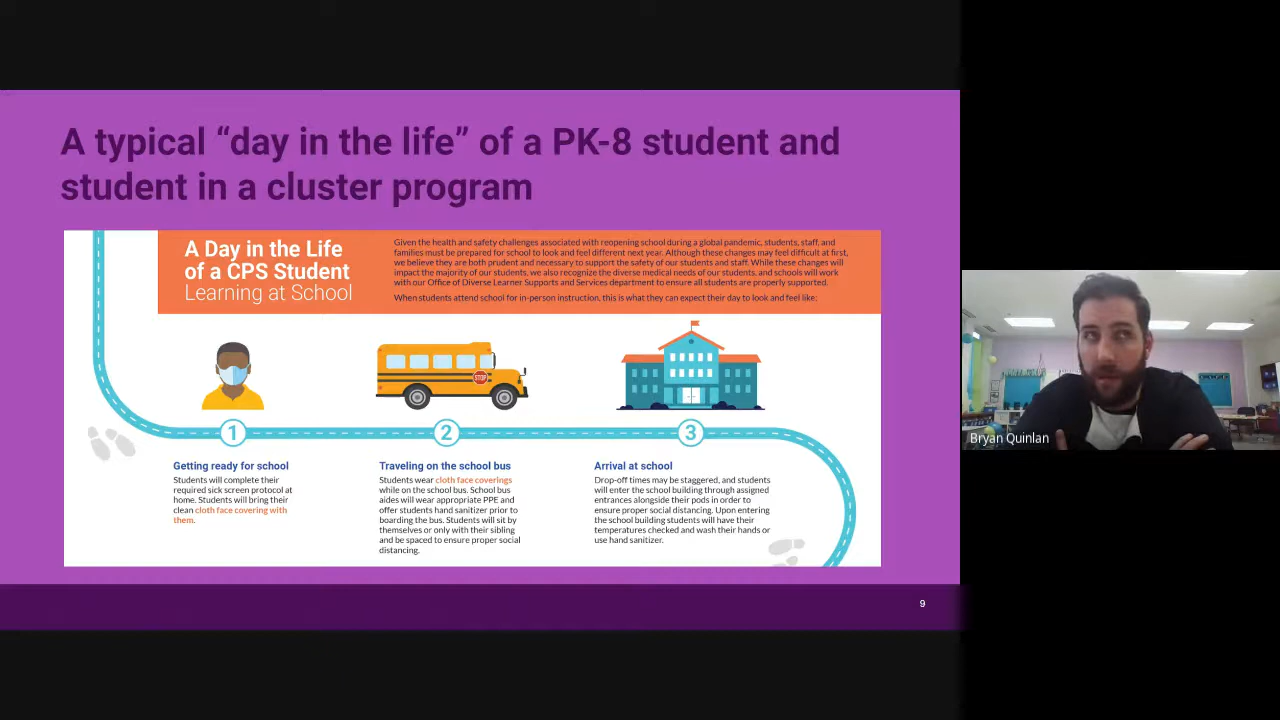 A typical “day in the life” of a PK-8 student and
student in a cluster program
A Day in the Life
of a CPS Student
Learning at School
Given the health and safety challenges associated with reopening school during a global pandemic, students, staff, and
families must be prepared for school to look and feel different next year. Although these changes may feel difficult at first,
we believe they are both prudent and necessary to support the safety of our students and staff. While these changes will
impact the majority of our students, we also recognize the diverse medical needs of our students, and schools will work
with our Office of Diverse Learner Supports and Services department to ensure all students are properly supported.
When students attend school for in-person instruction, this is what they can expect their day to look and feel like:
STOP
1
2
3
Getting ready for school
Students will complete their
required sick screen protocol at
home. Students will bring their
clean cloth face covering with
them.
Traveling on the school bus
Students wear cloth face coverings
while on the school bus. School bus
aides will wear appropriate PPE and
offer students hand sanitizer prior to
boarding the bus. Students will sit by
themselves or only with their sibling
and be spaced to ensure proper social
distancing.
Arrival at school
Drop-off times may be staggered, and students
will enter the school building through assigned
entrances alongside their pods in order to
ensure proper social distancing. Upon entering
the school building students will have their
temperatures checked and wash their hands or
use hand sanitizer.
9
Bryan Quinlan